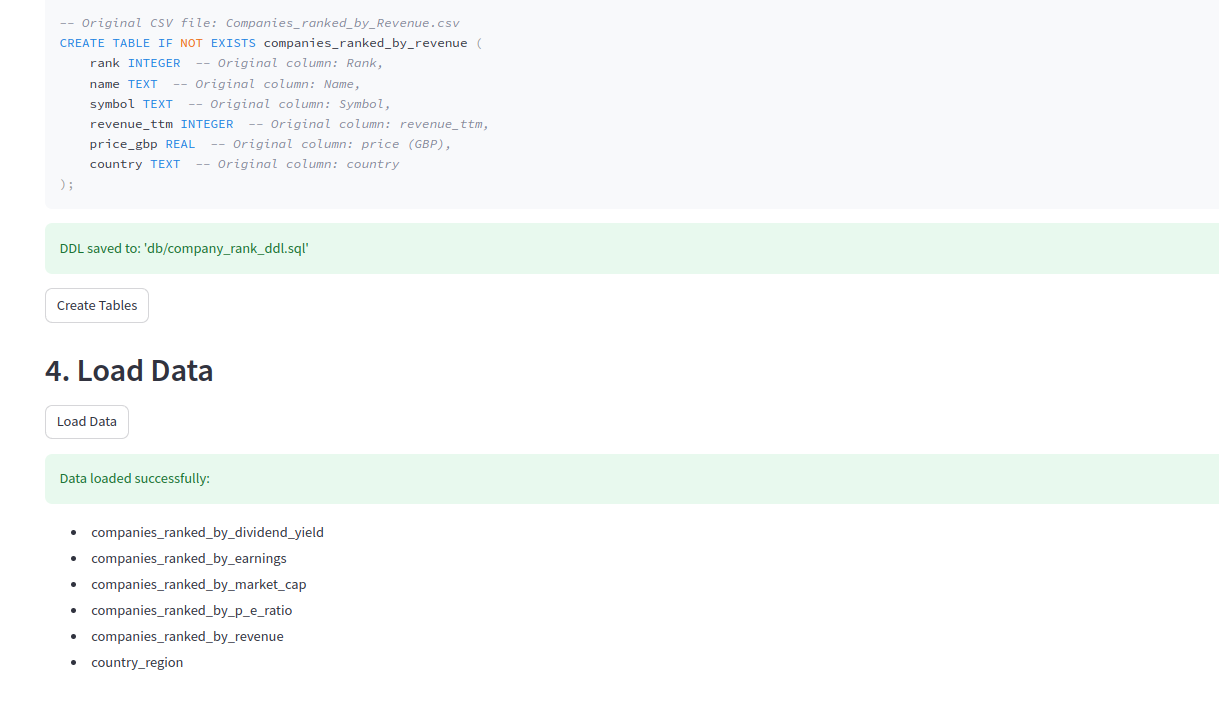 -- Original CSV file: Companies_ranked_by_Revenue.csv
CREATE TABLE IF NOT EXISTS companies_ranked_by_revenue (
    rank INTEGER  -- Original column: Rank,
    name TEXT  -- Original column: Name,
    symbol TEXT  -- Original column: Symbol,
    revenue_ttm INTEGER  -- Original column: revenue_ttm,
    price_gbp REAL  -- Original column: price (GBP),
    country TEXT  -- Original column: country
);
DDL saved to: 'db/company_rank_ddl.sql'
Create Tables
4. Load Data
Load Data
Data loaded successfully:
• companies_ranked_by_dividend_yield
• companies_ranked_by_earnings
• companies_ranked_by_market_cap
• companies_ranked_by_p_e_ratio
• companies_ranked_by_revenue
• country_region